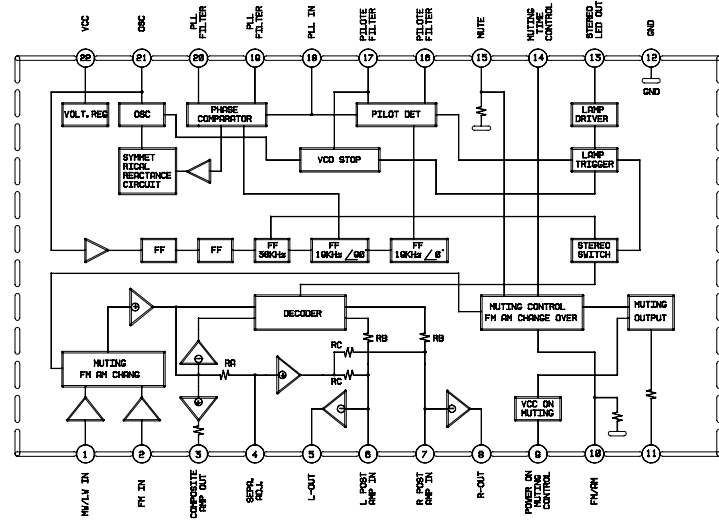 VCC
OSC
PLL
FILTER
PLL
FILTER
PLL IN
PILOTE
FILTER
PILOTE
FILTER
MUTE
MUTING
TIME
CONTROL
STEREO
LED OUT
GND
22
21
20
19
18
17
16
15
14
13
12
GND
VOLT.REG
OSC
PHASE
COMPARATOR
PILOT DET
LAMP
DRIVER
SYMMET
RICAL
REACTANCE
CIRCUIT
VCO STOP
LAMP
TRIGGER
FF
FF
FF
38KHz
FF
19KHz /90°
FF
19KHz /0°
STEREO
SWITCH
DECODER
MUTING CONTROL
FM AM CHANGE OVER
MUTING
OUTPUT
RC
RB
RB
MUTING
FM AM CHANG
RA
RC
VCC ON
MUTING
1
2
3
4
5
6
7
8
9
10
11
MW/LW IN
FM IN
COMPOSITE
AMP OUT
SEPA.
ADJ.
L-OUT
L POST
AMP IN
R POST
AMP IN
R-OUT
POWER ON
MUTING
CONTROL
FM/AM